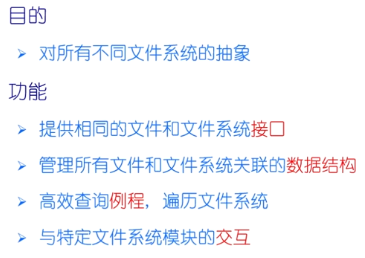 目的
➢ 对所有不同文件系统的抽象
功能
➢ 提供相同的文件和文件系统接口
➢ 管理所有文件和文件系统关联的数据结构
➢ 高效查询例程，遍历文件系统
➢ 与特定文件系统模块的交互